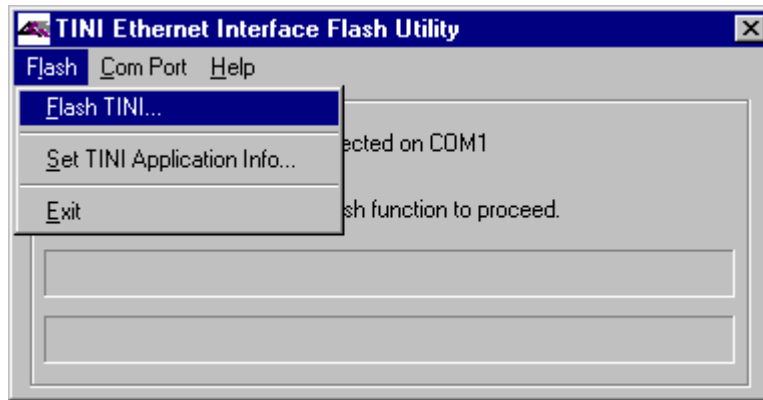 TINI Ethernet Interface Flash Utility
Flash Com Port Help
Flash TINI...
ected on COM1
Set TINI Application Info...
Exit
sh function to proceed.